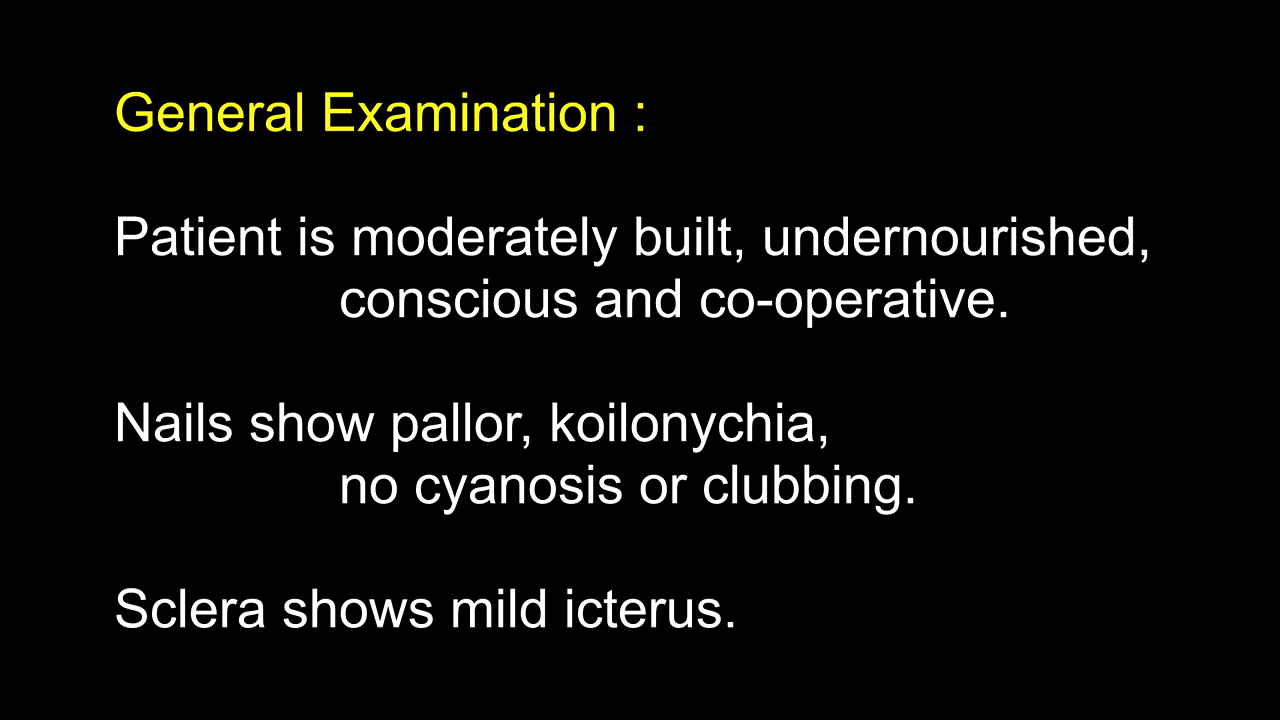 General Examination :
Patient is moderately built, undernourished,
conscious and co-operative.
Nails show pallor, koilonychia,
no cyanosis or clubbing.
Sclera shows mild icterus.